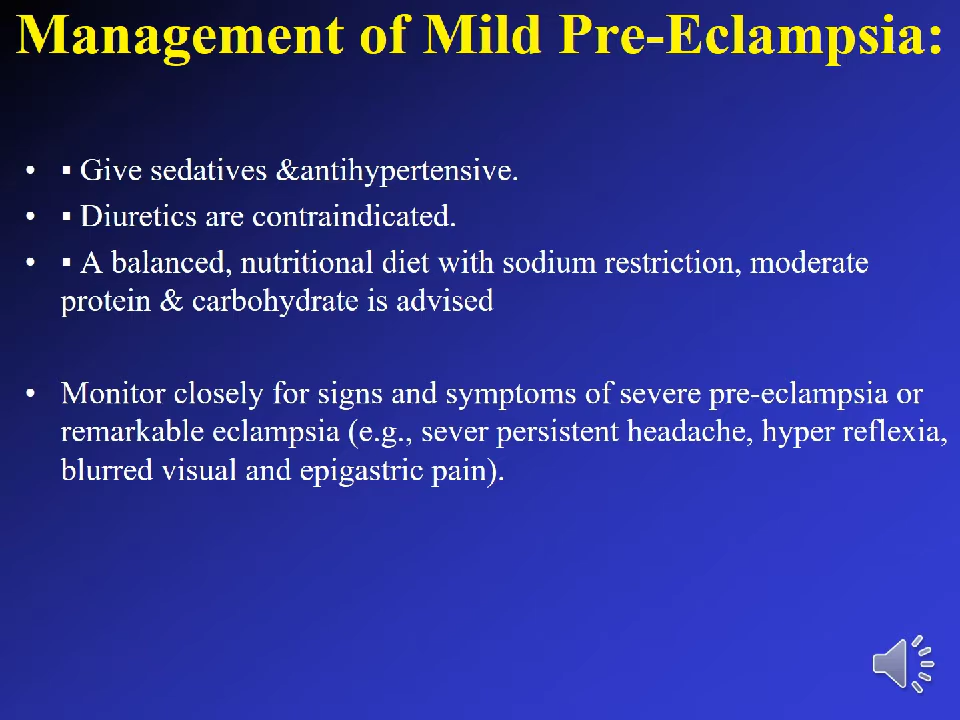 Management of Mild Pre-Eclampsia:
• ▪ Give sedatives &antihypertensive.
• ▪ Diuretics are contraindicated.
• ▪ A balanced, nutritional diet with sodium restriction, moderate
protein & carbohydrate is advised
• Monitor closely for signs and symptoms of severe pre-eclampsia or
remarkable eclampsia (e.g., sever persistent headache, hyper reflexia,
blurred visual and epigastric pain).